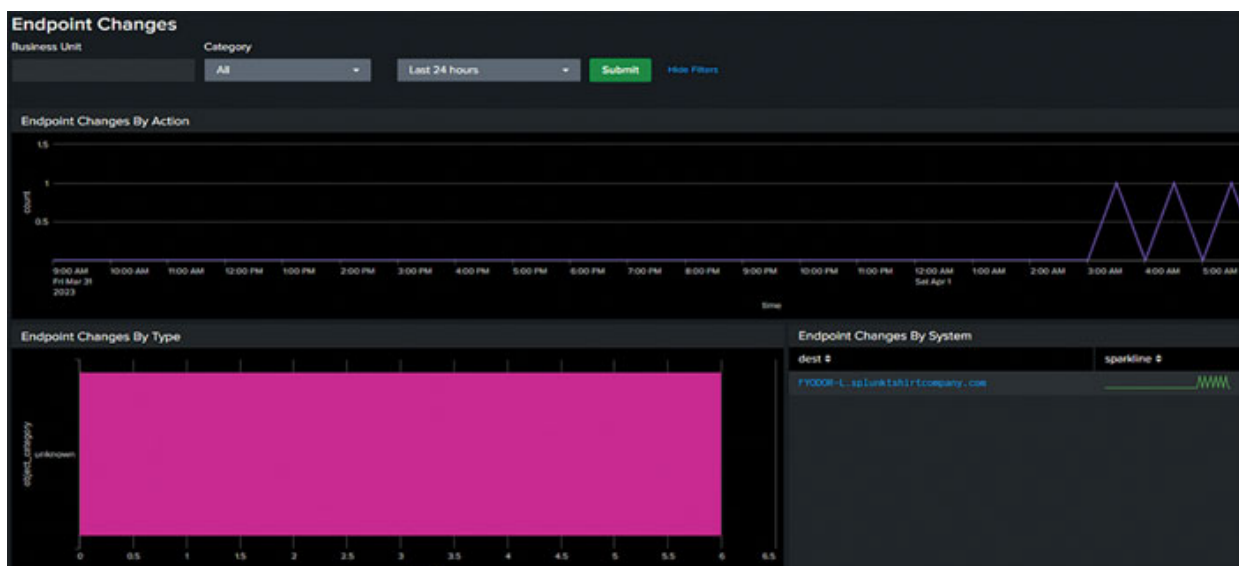 Endpoint Changes
Business Unit Category
All Last 24 hours Submit Hide Filters
Endpoint Changes By Action
1.5
1
0.5
count
9:00 AM 10:00 AM 11:00 AM 12:00 PM 1:00 PM 2:00 PM 3:00 PM 4:00 PM 5:00 PM 6:00 PM 7:00 PM 8:00 PM 9:00 PM 10:00 PM 11:00 PM 12:00 AM 1:00 AM 2:00 AM 3:00 AM 4:00 AM 5:00 AM
Fri Mar 31 Sat Apr 1
2023
time
Endpoint Changes By Type
Endpoint Changes By System
dest sparkline
FYODOR-L.splunktshirtcompany.com
object_category
unknown
0 0.5 1 1.5 2 2.5 3 3.5 4 4.5 5 5.5 6 6.5